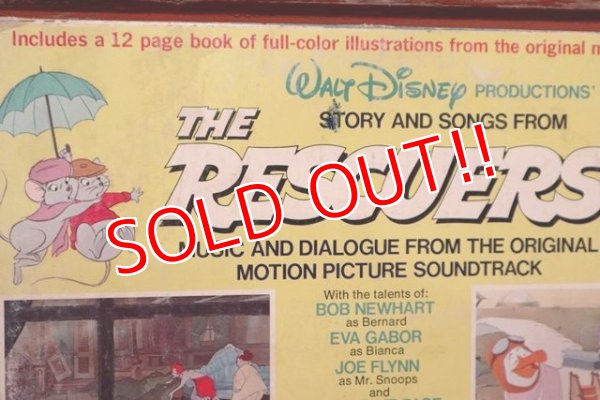 Includes a 12 page book of full-color illustrations from the original
WALT DISNEY PRODUCTIONS'
STORY AND SONGS FROM
THE
RESCUERS
SOLD OUT!!
MUSIC AND DIALOGUE FROM THE ORIGINAL
MOTION PICTURE SOUNDTRACK
With the talents of:
BOB NEWHART
as Bernard
EVA GABOR
as Bianca
JOE FLYNN
as Mr. Snoops
and